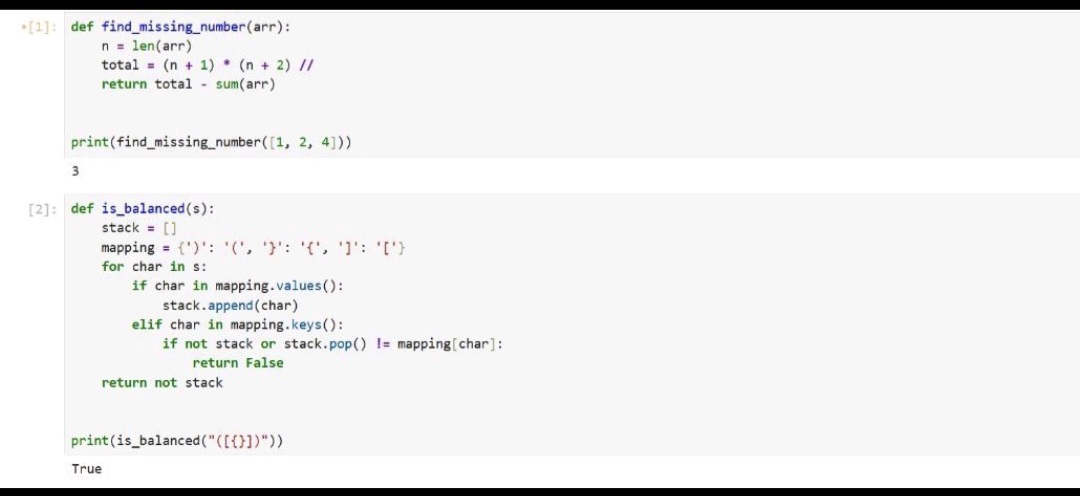 [1]: def find_missing_number(arr):
    n = len(arr)
    total = (n + 1) * (n + 2) //
    return total - sum(arr)
print(find_missing_number([1, 2, 4]))
3
[2]: def is_balanced(s):
    stack = []
    mapping = {')': '(', '}': '{', ']': '['}
    for char in s:
        if char in mapping.values():
            stack.append(char)
        elif char in mapping.keys():
            if not stack or stack.pop() != mapping[char]:
                return False
    return not stack
print(is_balanced("([{}])"))
True